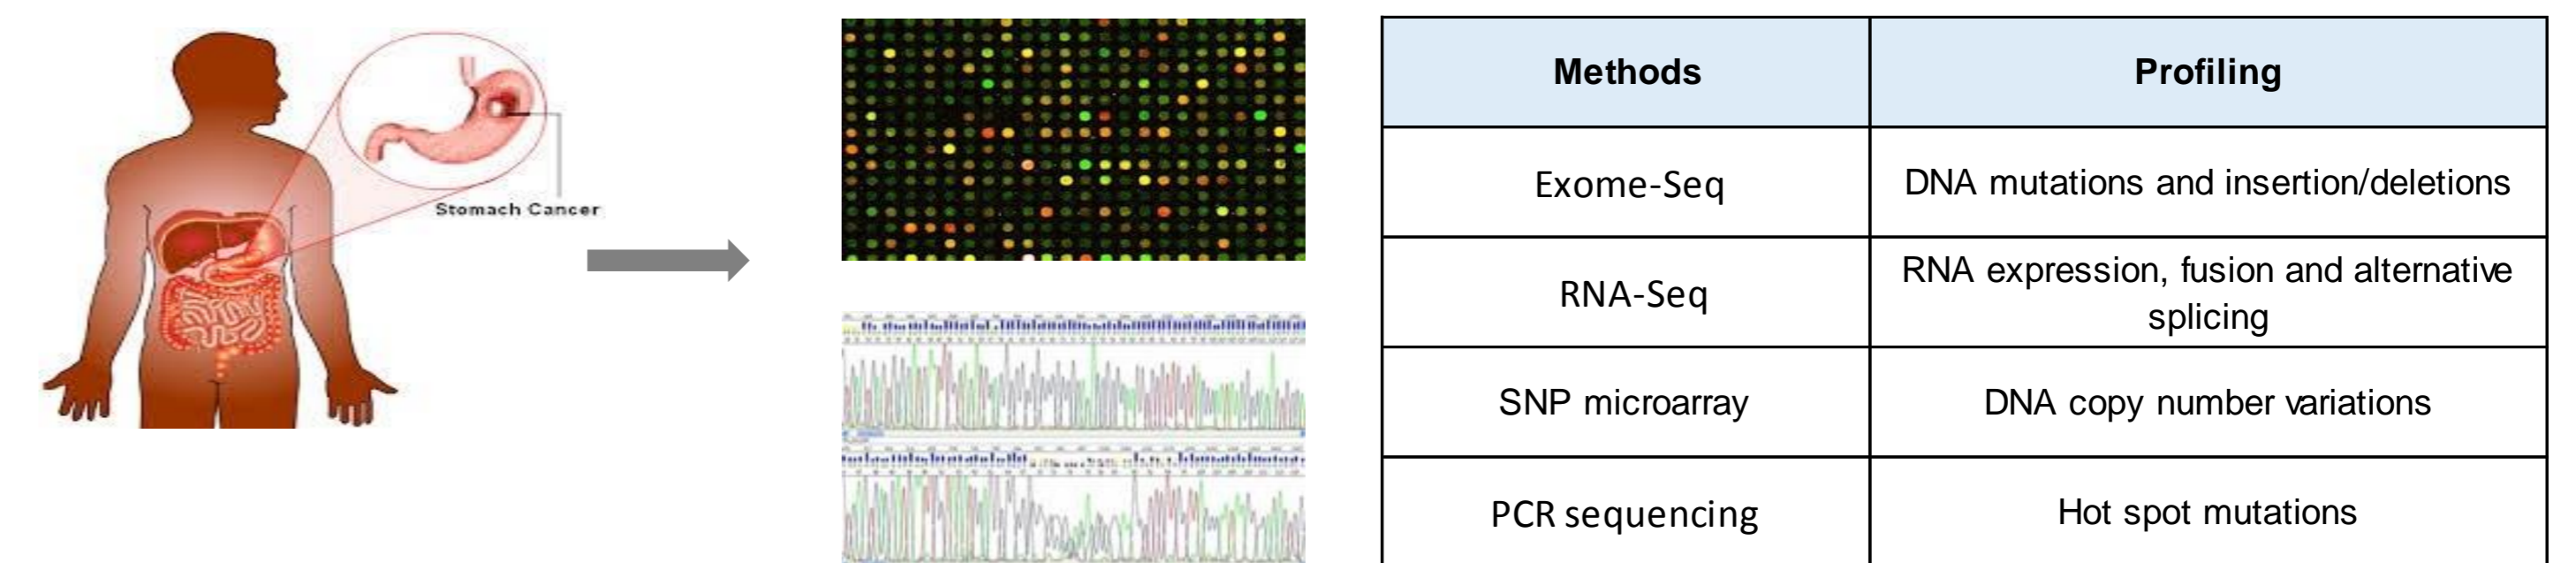 Stomach Cancer
Methods
Profiling
Exome-Seq
DNA mutations and insertion/deletions
RNA-Seq
RNA expression, fusion and alternative
splicing
SNP microarray
DNA copy number variations
PCR sequencing
Hot spot mutations